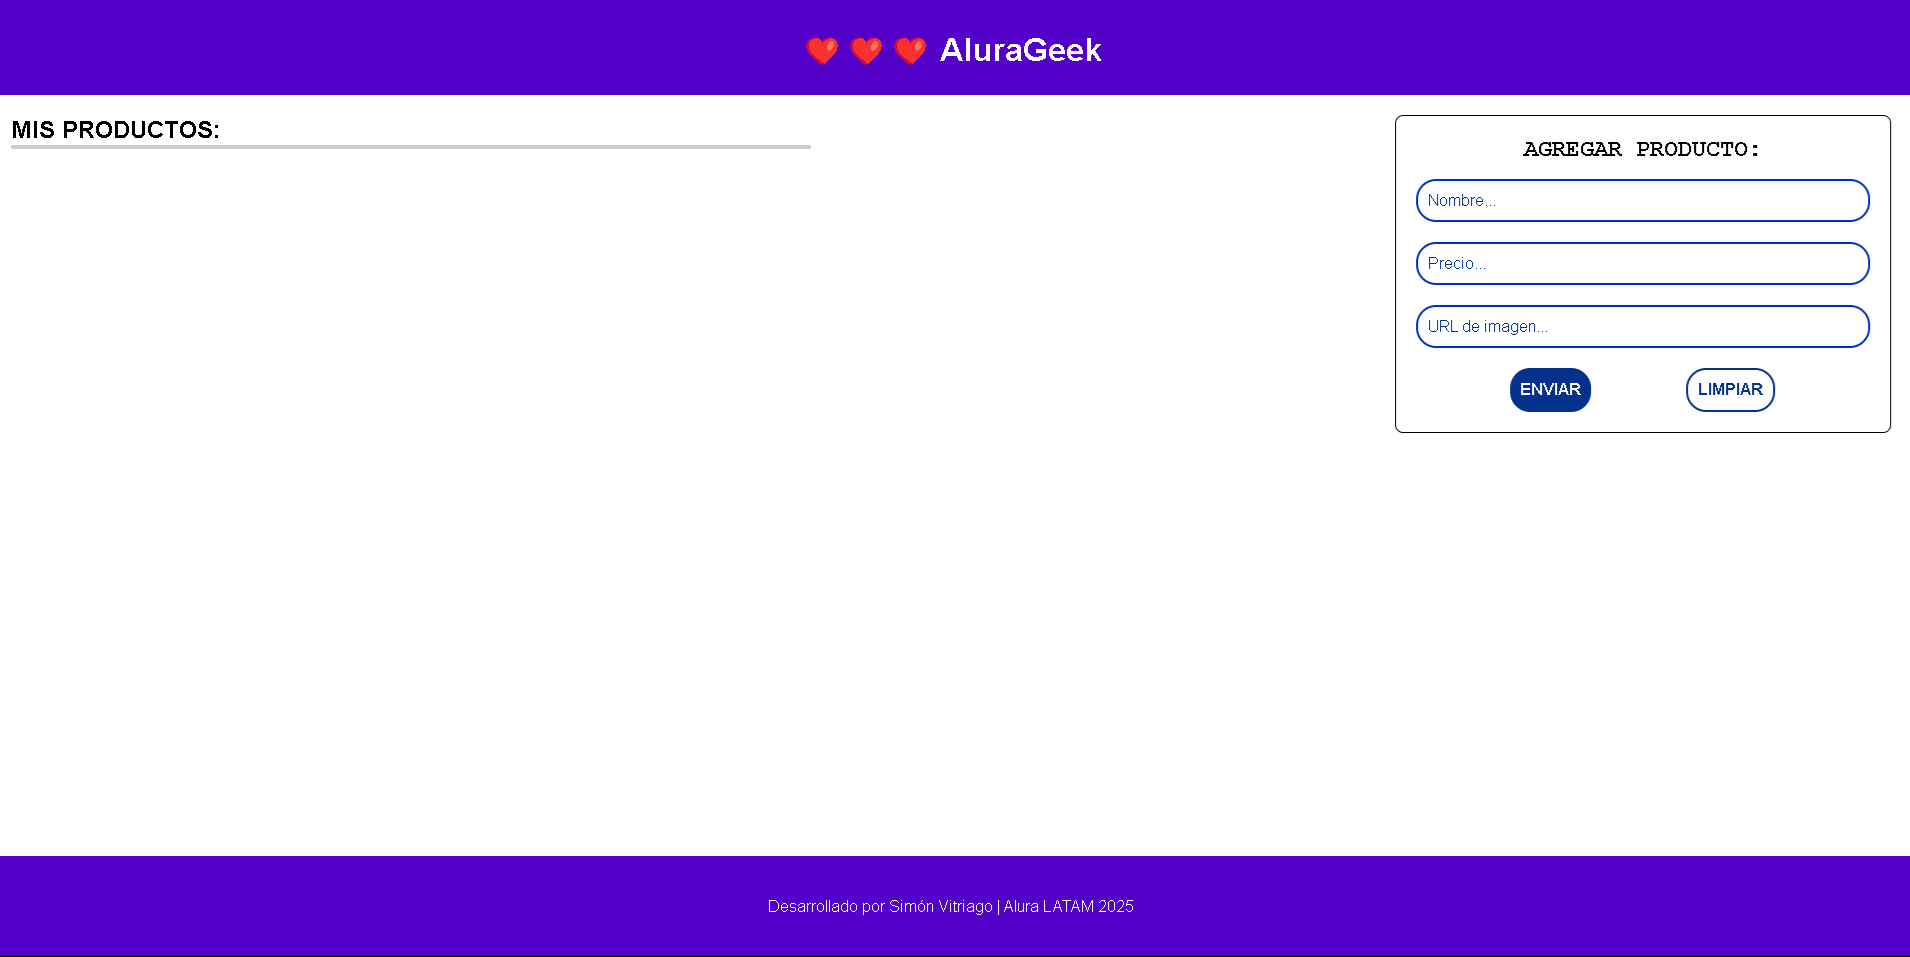 ❤️ ❤️ ❤️ AluraGeek
MIS PRODUCTOS:
AGREGAR PRODUCTO:
Nombre...
Precio...
URL de imagen...
ENVIAR
LIMPIAR
Desarrollado por Simón Vitriago | Alura LATAM 2025